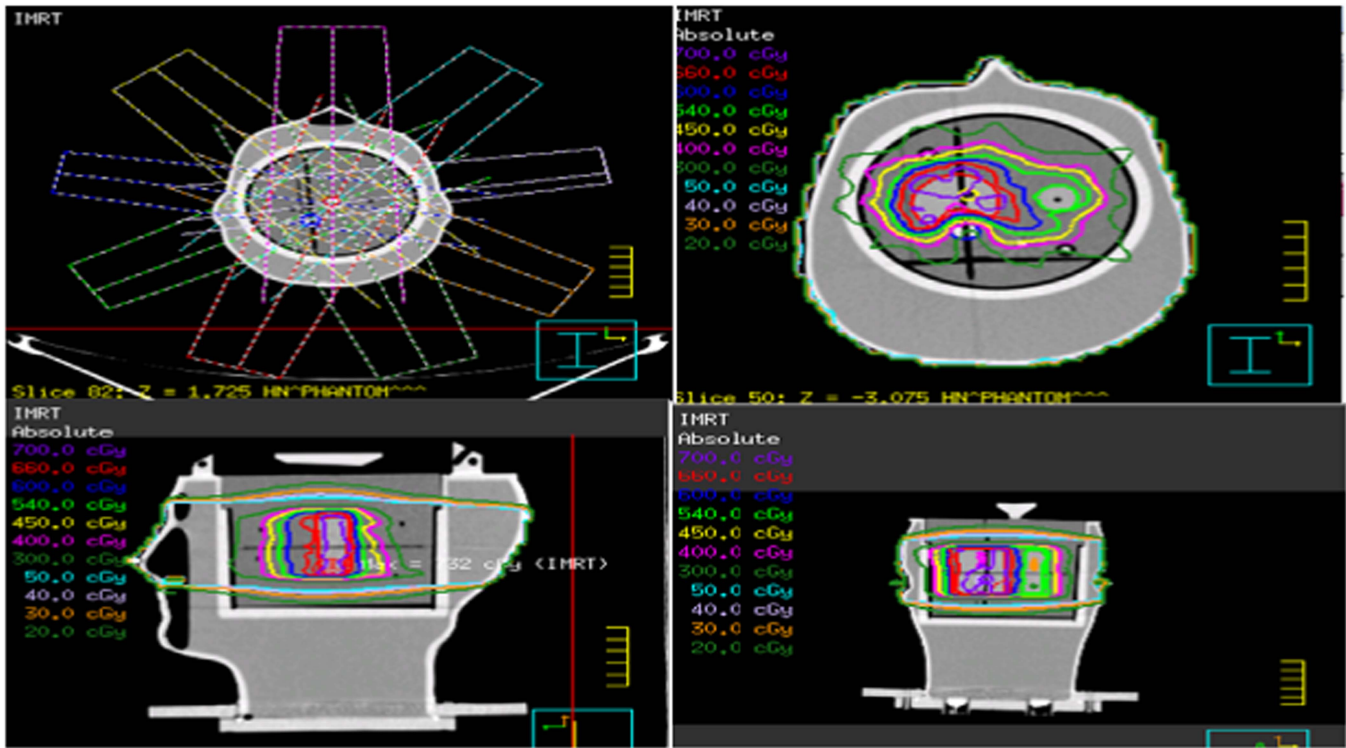 IMRT
Slice 82: Z = 1.725 HN^PHANTOM^^^
IMRT
Absolute
700.0 cGy
660.0 cGy
600.0 cGy
540.0 cGy
450.0 cGy
400.0 cGy
300.0 cGy
50.0 cGy
40.0 cGy
30.0 cGy
20.0 cGy
Slice 50: Z = -3.075 HN^PHANTOM^^^
IMRT
Absolute
700.0 cGy
660.0 cGy
600.0 cGy
540.0 cGy
450.0 cGy
400.0 cGy
300.0 cGy
50.0 cGy
40.0 cGy
30.0 cGy
20.0 cGy
= 732 cGy (IMRT)
IMRT
Absolute
700.0 cGy
660.0 cGy
600.0 cGy
540.0 cGy
450.0 cGy
400.0 cGy
300.0 cGy
50.0 cGy
40.0 cGy
30.0 cGy
20.0 cGy